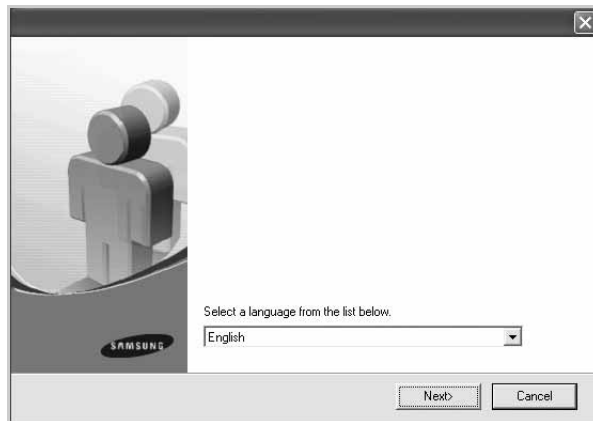 Select a language from the list below.
English
SAMSUNG
Next>
Cancel